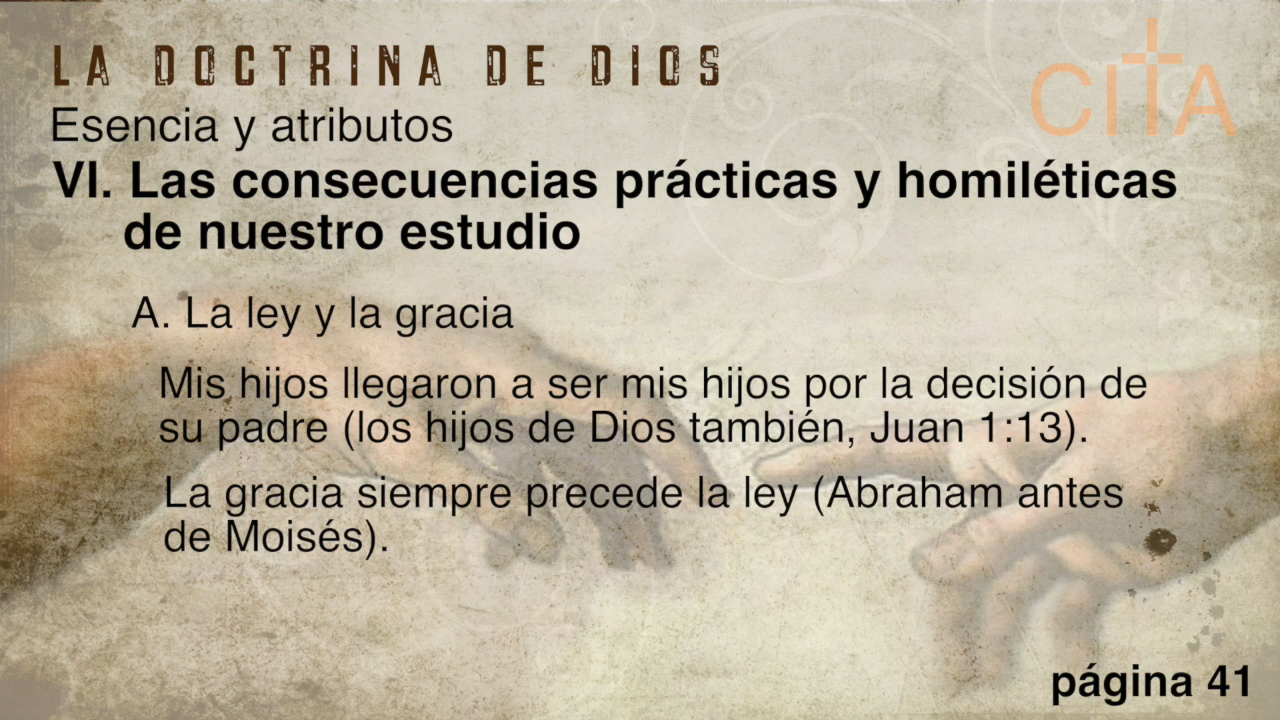 LA DOCTRINA DE DIOS
CITA
Esencia y atributos
VI. Las consecuencias prácticas y homiléticas
de nuestro estudio
A. La ley y la gracia
Mis hijos llegaron a ser mis hijos por la decisión de
su padre (los hijos de Dios también, Juan 1:13).
La gracia siempre precede la ley (Abraham antes
de Moisés).
página 41